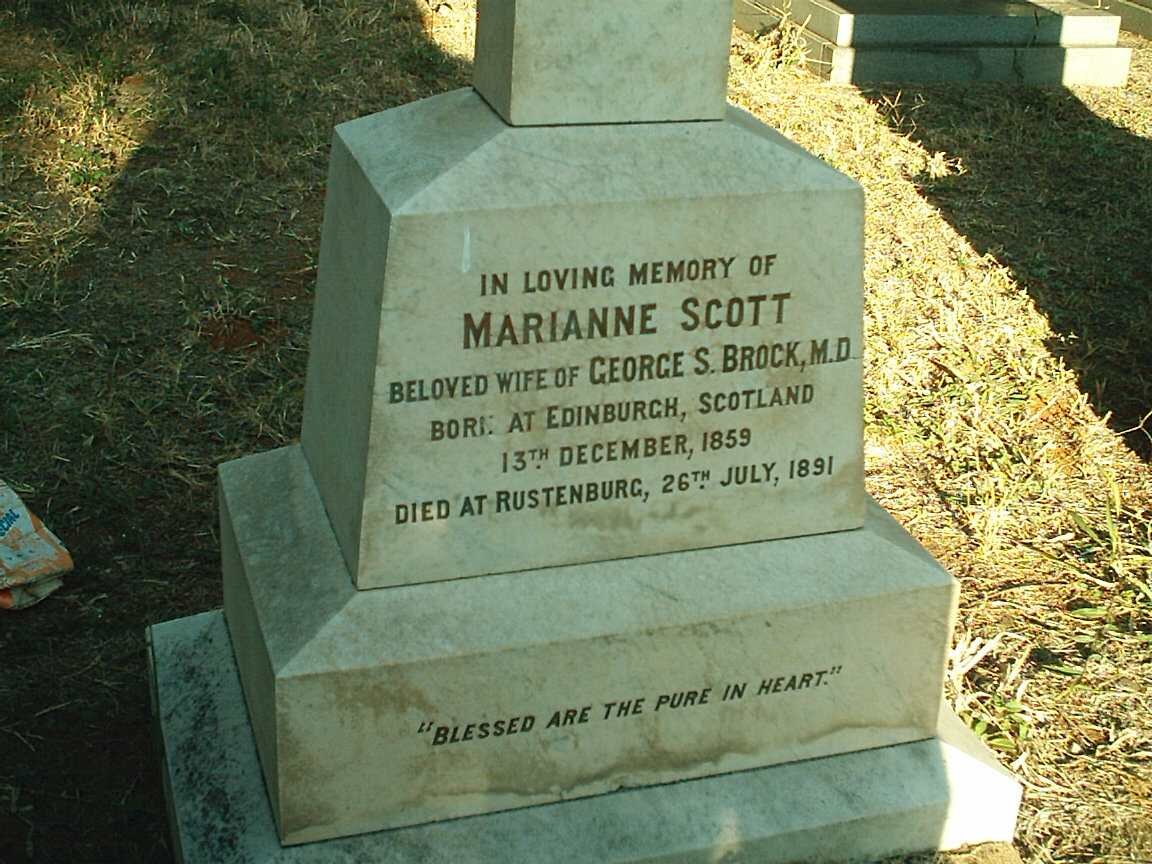 IN LOVING MEMORY OF
MARIANNE SCOTT
BELOVED WIFE OF GEORGE S. BROCK, M.D.
BORN AT EDINBURGH, SCOTLAND
13TH. DECEMBER, 1859
DIED AT RUSTENBURG, 26TH. JULY, 1891
"BLESSED ARE THE PURE IN HEART."